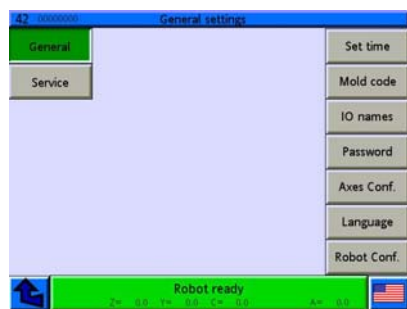 42 00000000 General settings
General
Service
Set time
Mold code
IO names
Password
Axes Conf.
Language
Robot Conf.
Robot ready
Z= 0.0 Y= 0.0 C= 0.0 A= 0.0